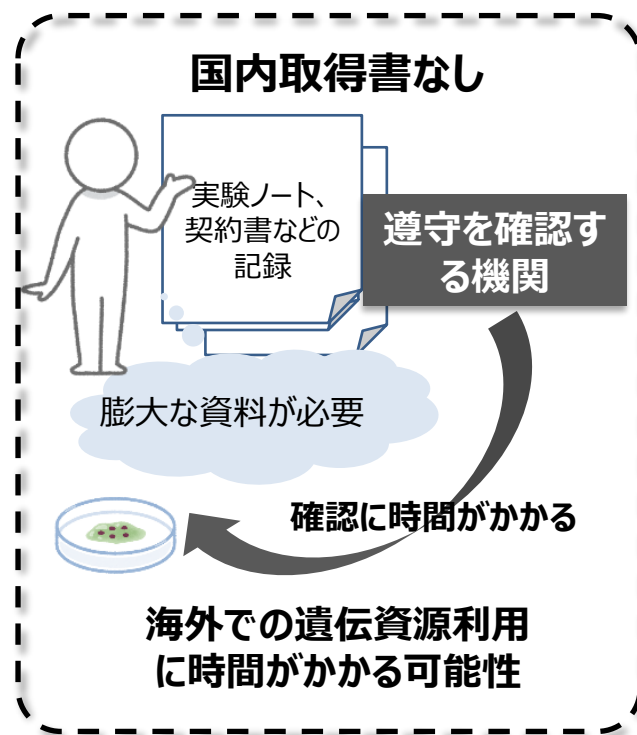 国内取得書なし
実験ノート、
契約書などの
記録
遵守を確認す
る機関
膨大な資料が必要
確認に時間がかかる
海外での遺伝資源利用
に時間がかかる可能性